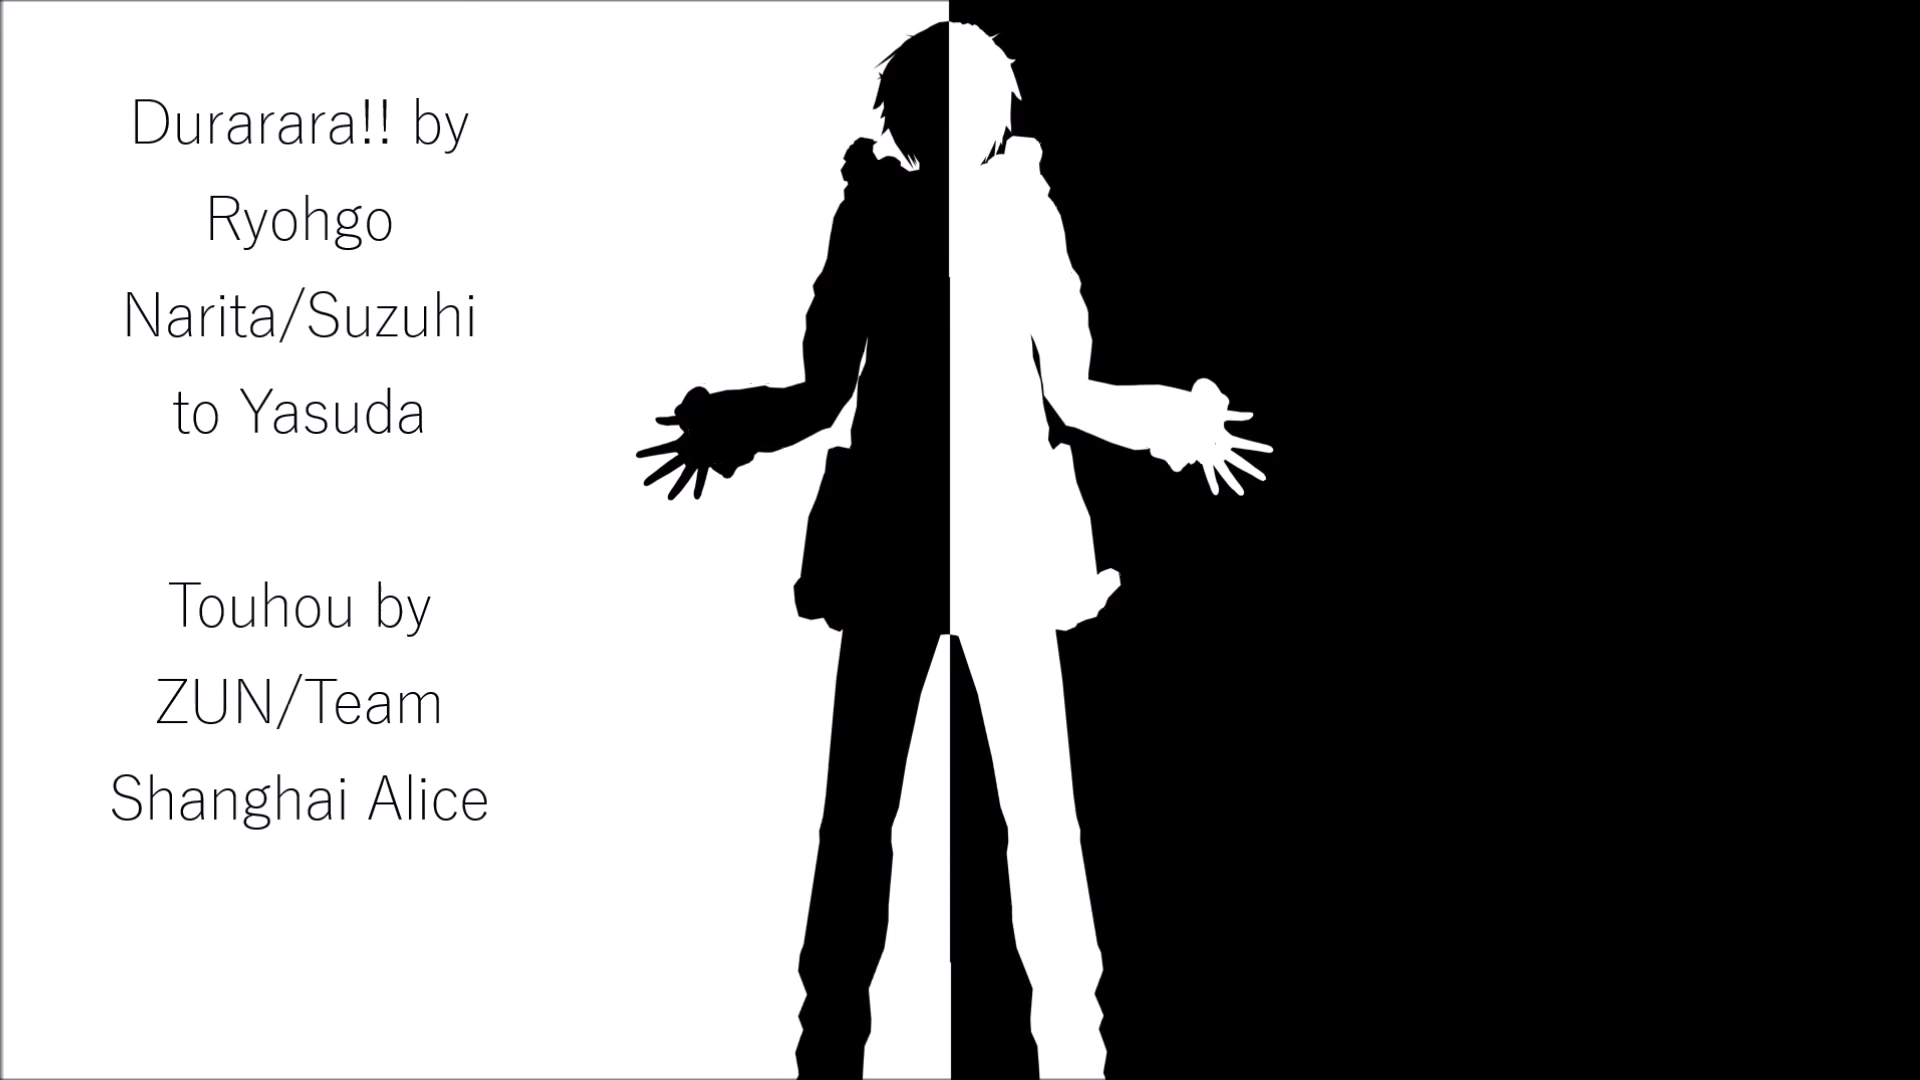 Durarara!! by
Ryohgo
Narita/Suzuhi
to Yasuda
Touhou by
ZUN/Team
Shanghai Alice